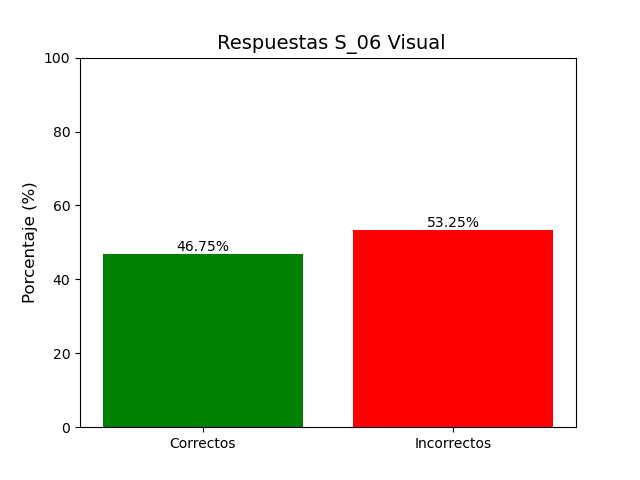 Respuestas S_06 Visual
Porcentaje (%)
100
80
60
40
20
0
46.75%
53.25%
Correctos
Incorrectos